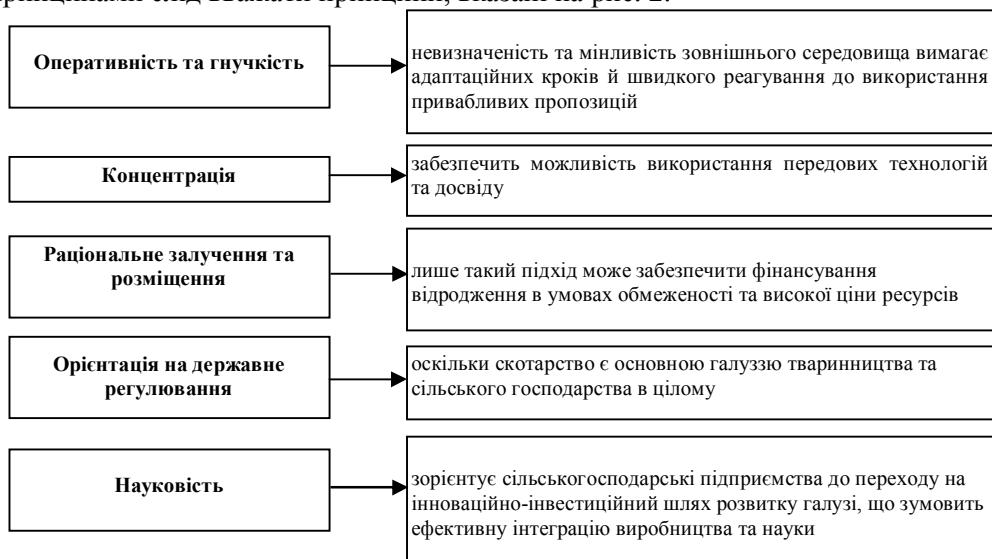 слід вважати принципи, вказані на рис. 2.
Оперативність та гнучкість
невизначеність та мінливість зовнішнього середовища вимагає
адаптаційних кроків й швидкого реагування до використання
привабливих пропозицій
Концентрація
забезпечить можливість використання передових технологій
та досвіду
Раціональне залучення та
розміщення
лише такий підхід може забезпечити фінансування
відродження в умовах обмеженості та високої ціни ресурсів
Орієнтація на державне
регулювання
оскільки скотарство є основною галуззю тваринництва та
сільського господарства в цілому
Науковість
зорієнтує сільськогосподарські підприємства до переходу на
інноваційно-інвестиційний шлях розвитку галузі, що зумовить
ефективну інтеграцію виробництва та науки